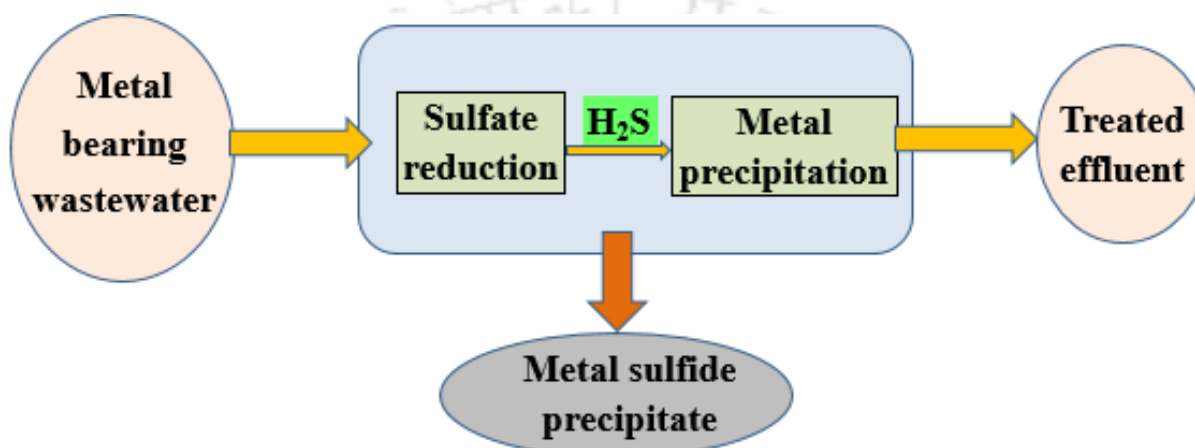 Metal
bearing
wastewater
Sulfate
reduction
H₂S
Metal
precipitation
Treated
effluent
Metal sulfide
precipitate